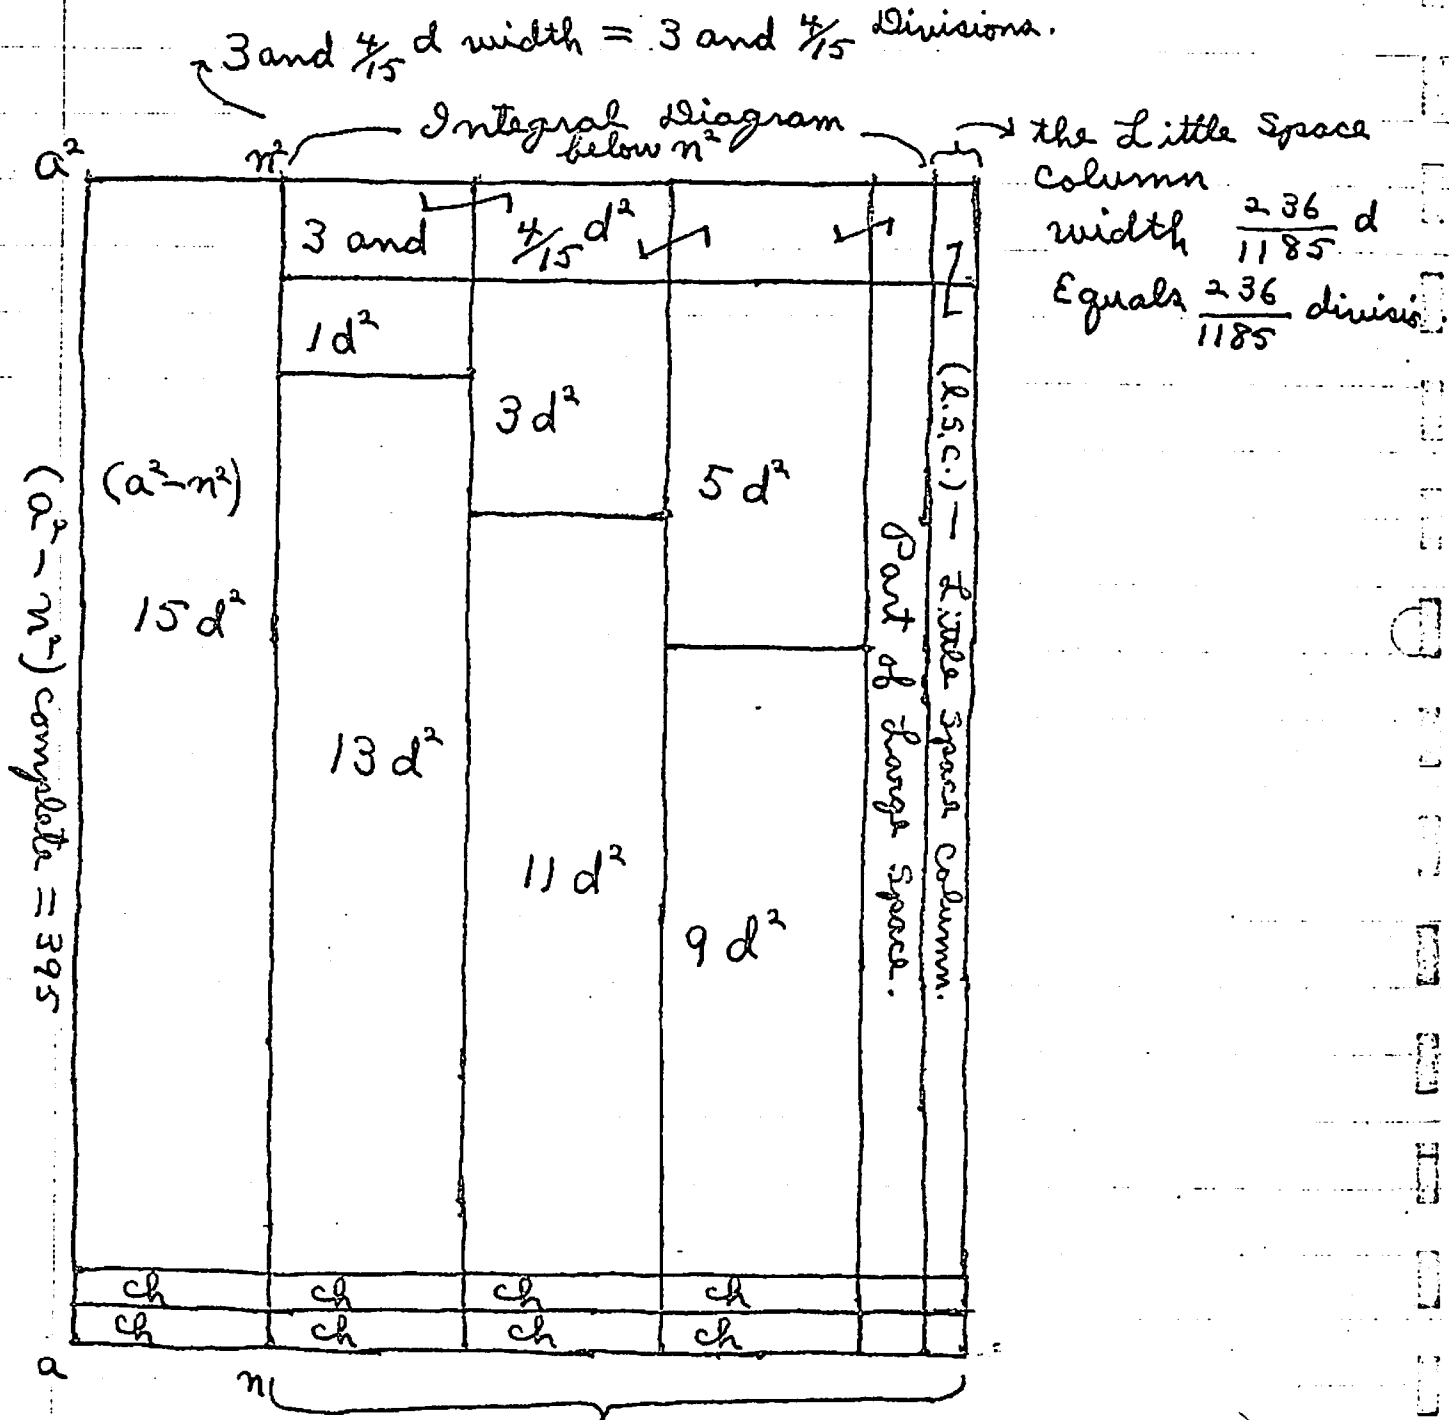 3 and 4/15 d width = 3 and 4/15 Divisions.
Integral Diagram
below n²
the Little Space
Column
width 236/1185 d
Equals 236/1185 divisi
a²
n²
3 and 4/15 d²
1d²
3d²
5d²
(a²-n²)
15d²
13d²
11d²
9d²
(a²-n²) complete = 395
Part of Large Space.
(l.s.c.) — Little Space Column.
ch ch ch ch
ch ch ch ch
a
n